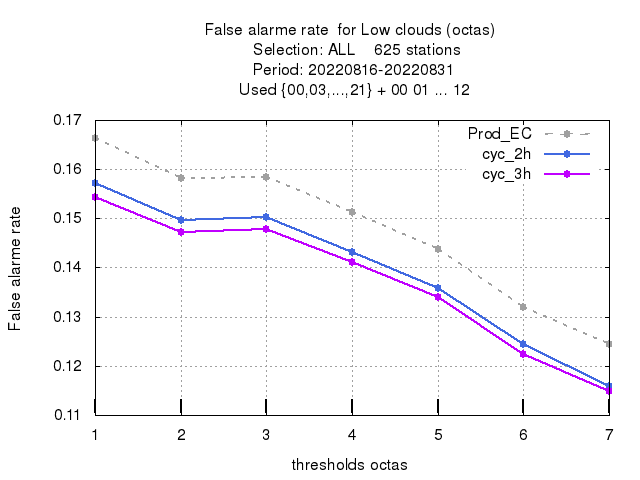 False alarme rate  for Low clouds (octas)
Selection: ALL    625 stations
Period: 20220816-20220831
Used {00,03,...,21} + 00 01 ... 12
0.17
0.16
0.15
0.14
0.13
0.12
0.11
False alarme rate
Prod_EC
cyc_2h
cyc_3h
1 2 3 4 5 6 7
thresholds octas